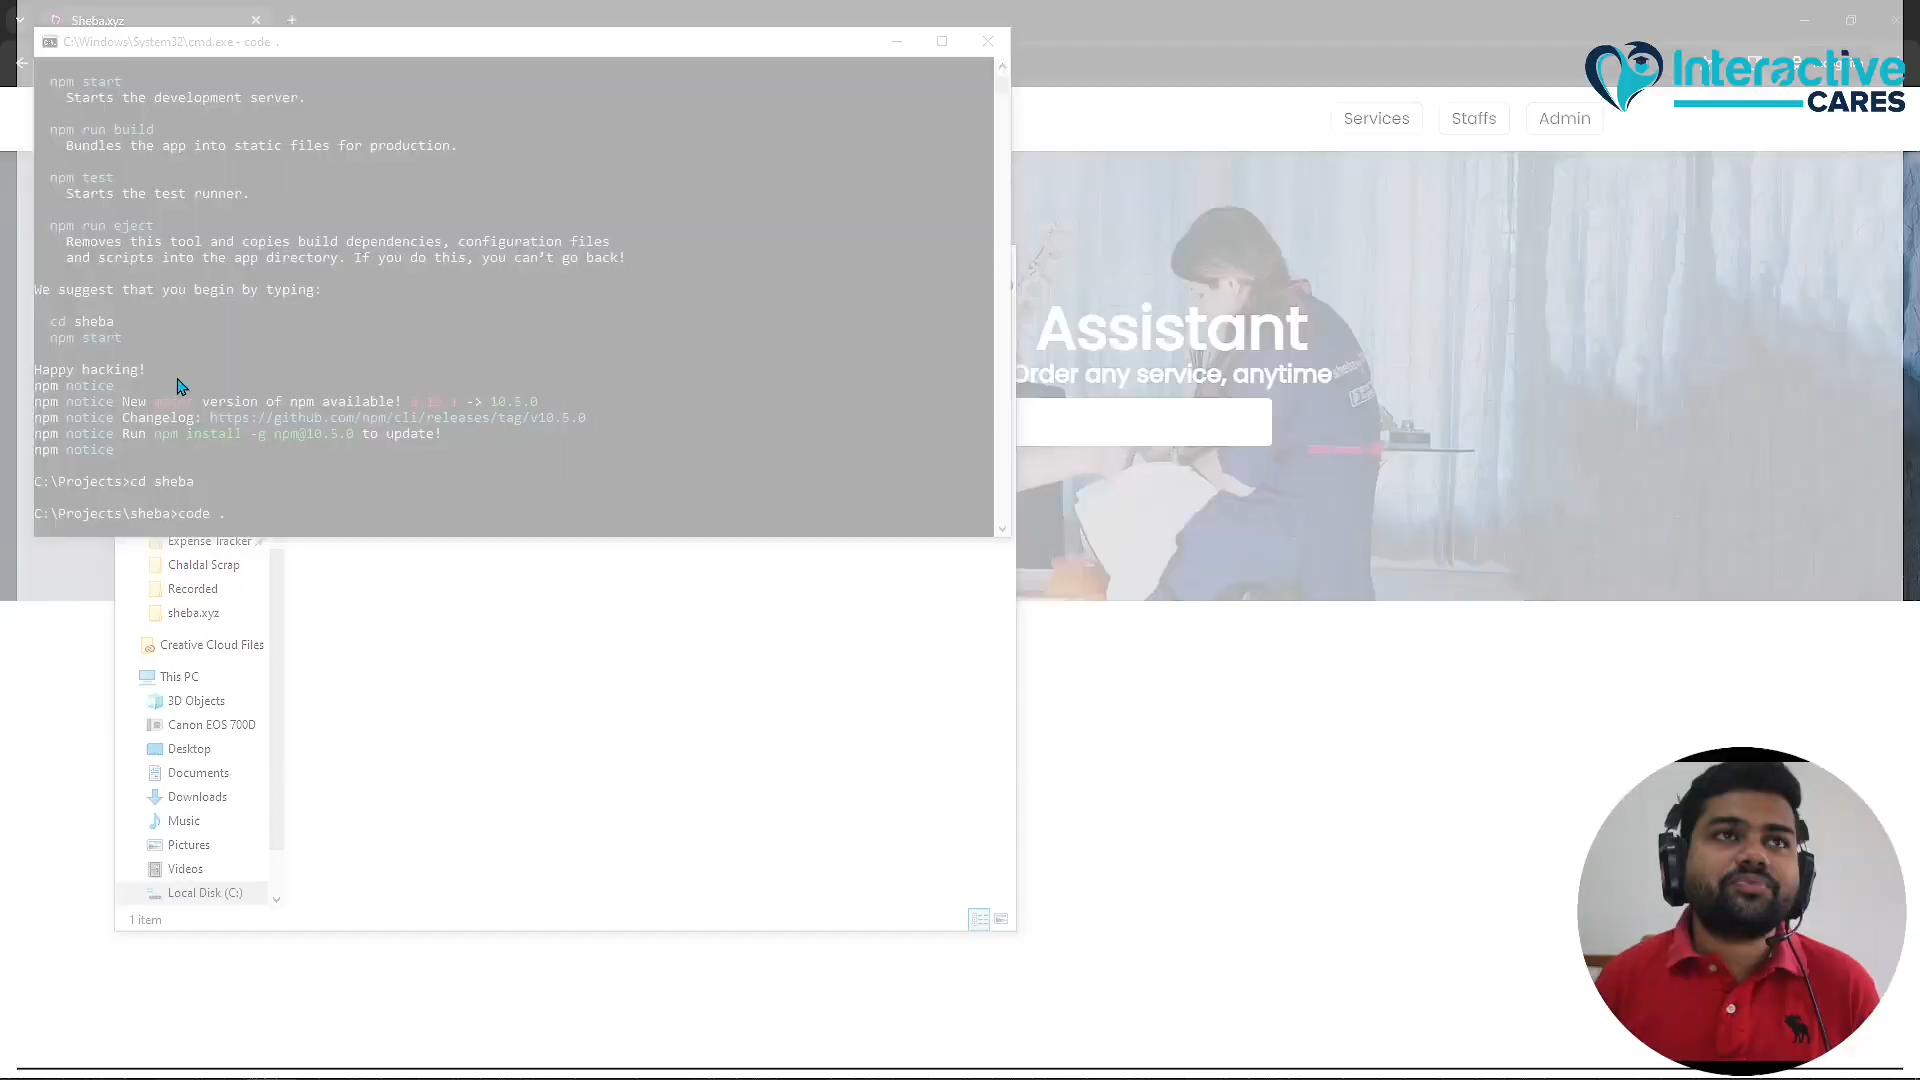 Sheba.xyz
C:\Windows\System32\cmd.exe - code .
Interactive
CARES
npm start
Starts the development server.
npm run build
Bundles the app into static files for production.
npm test
Starts the test runner.
npm run eject
Removes this tool and copies build dependencies, configuration files
and scripts into the app directory. If you do this, you can’t go back!
We suggest that you begin by typing:
cd sheba
npm start
Happy hacking!
npm notice
npm notice New version of npm available! -> 10.5.0
npm notice Changelog: https://github.com/npm/cli/releases/tag/v10.5.0
npm notice Run npm install -g npm@10.5.0 to update!
npm notice
C:\Projects>cd sheba
C:\Projects\sheba>code .
Services
Staffs
Admin
Assistant
Order any service, anytime
Expense Tracker
Chaldal Scrap
Recorded
sheba.xyz
Creative Cloud Files
This PC
3D Objects
Canon EOS 700D
Desktop
Documents
Downloads
Music
Pictures
Videos
Local Disk (C:)
1 item